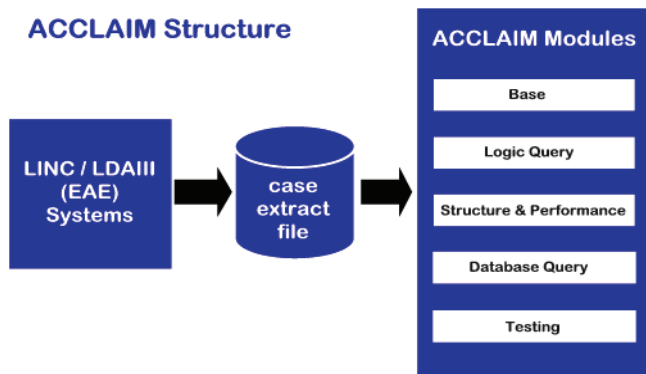 ACCLAIM Structure
LINC / LDAIII
(EAE)
Systems
case
extract
file
ACCLAIM Modules
Base
Logic Query
Structure & Performance
Database Query
Testing